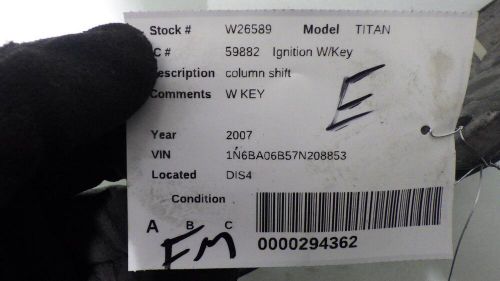 Stock # W26589 Model TITAN
C # 59882 Ignition W/Key
escription column shift
Comments W KEY
E
Year 2007
VIN 1N6BA06B57N208853
Located DIS4
Condition
A B C
EM
0000294362